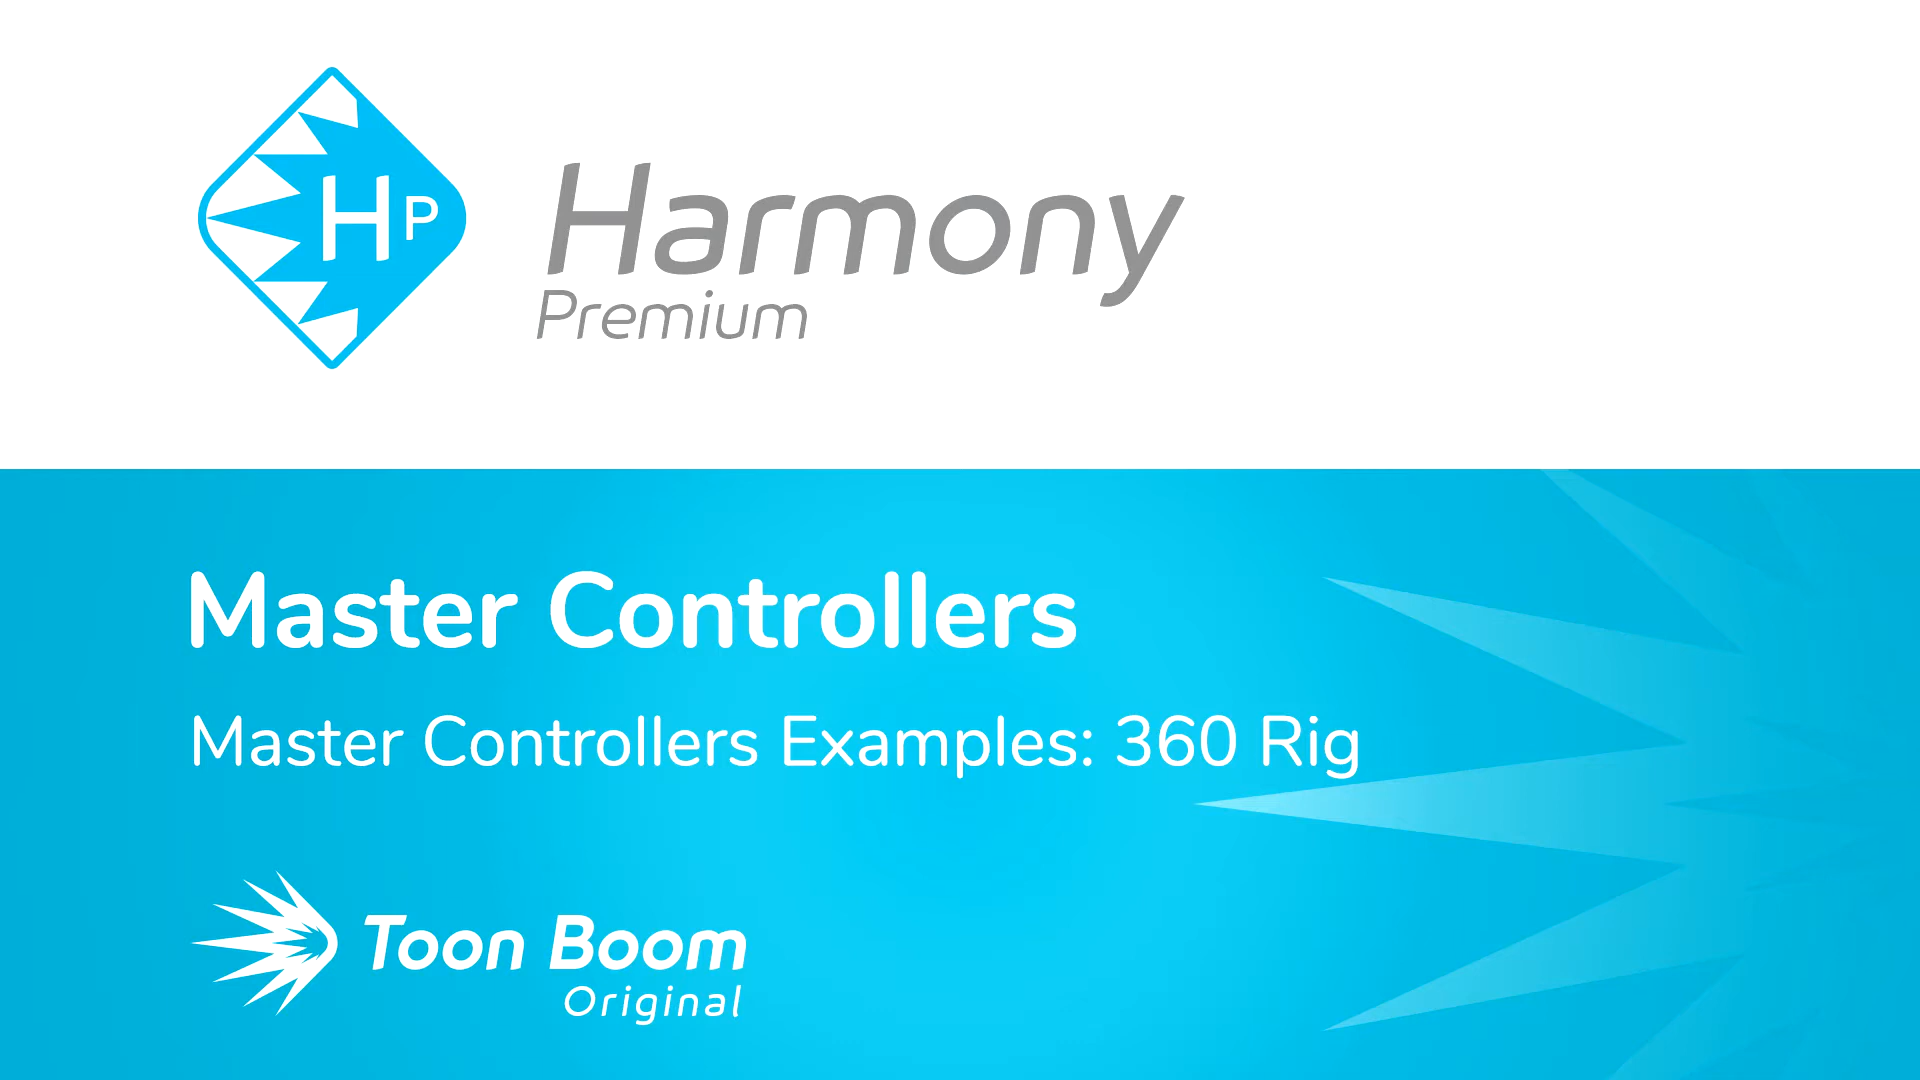 HP
Harmony
Premium
Master Controllers
Master Controllers Examples: 360 Rig
Toon Boom
Original